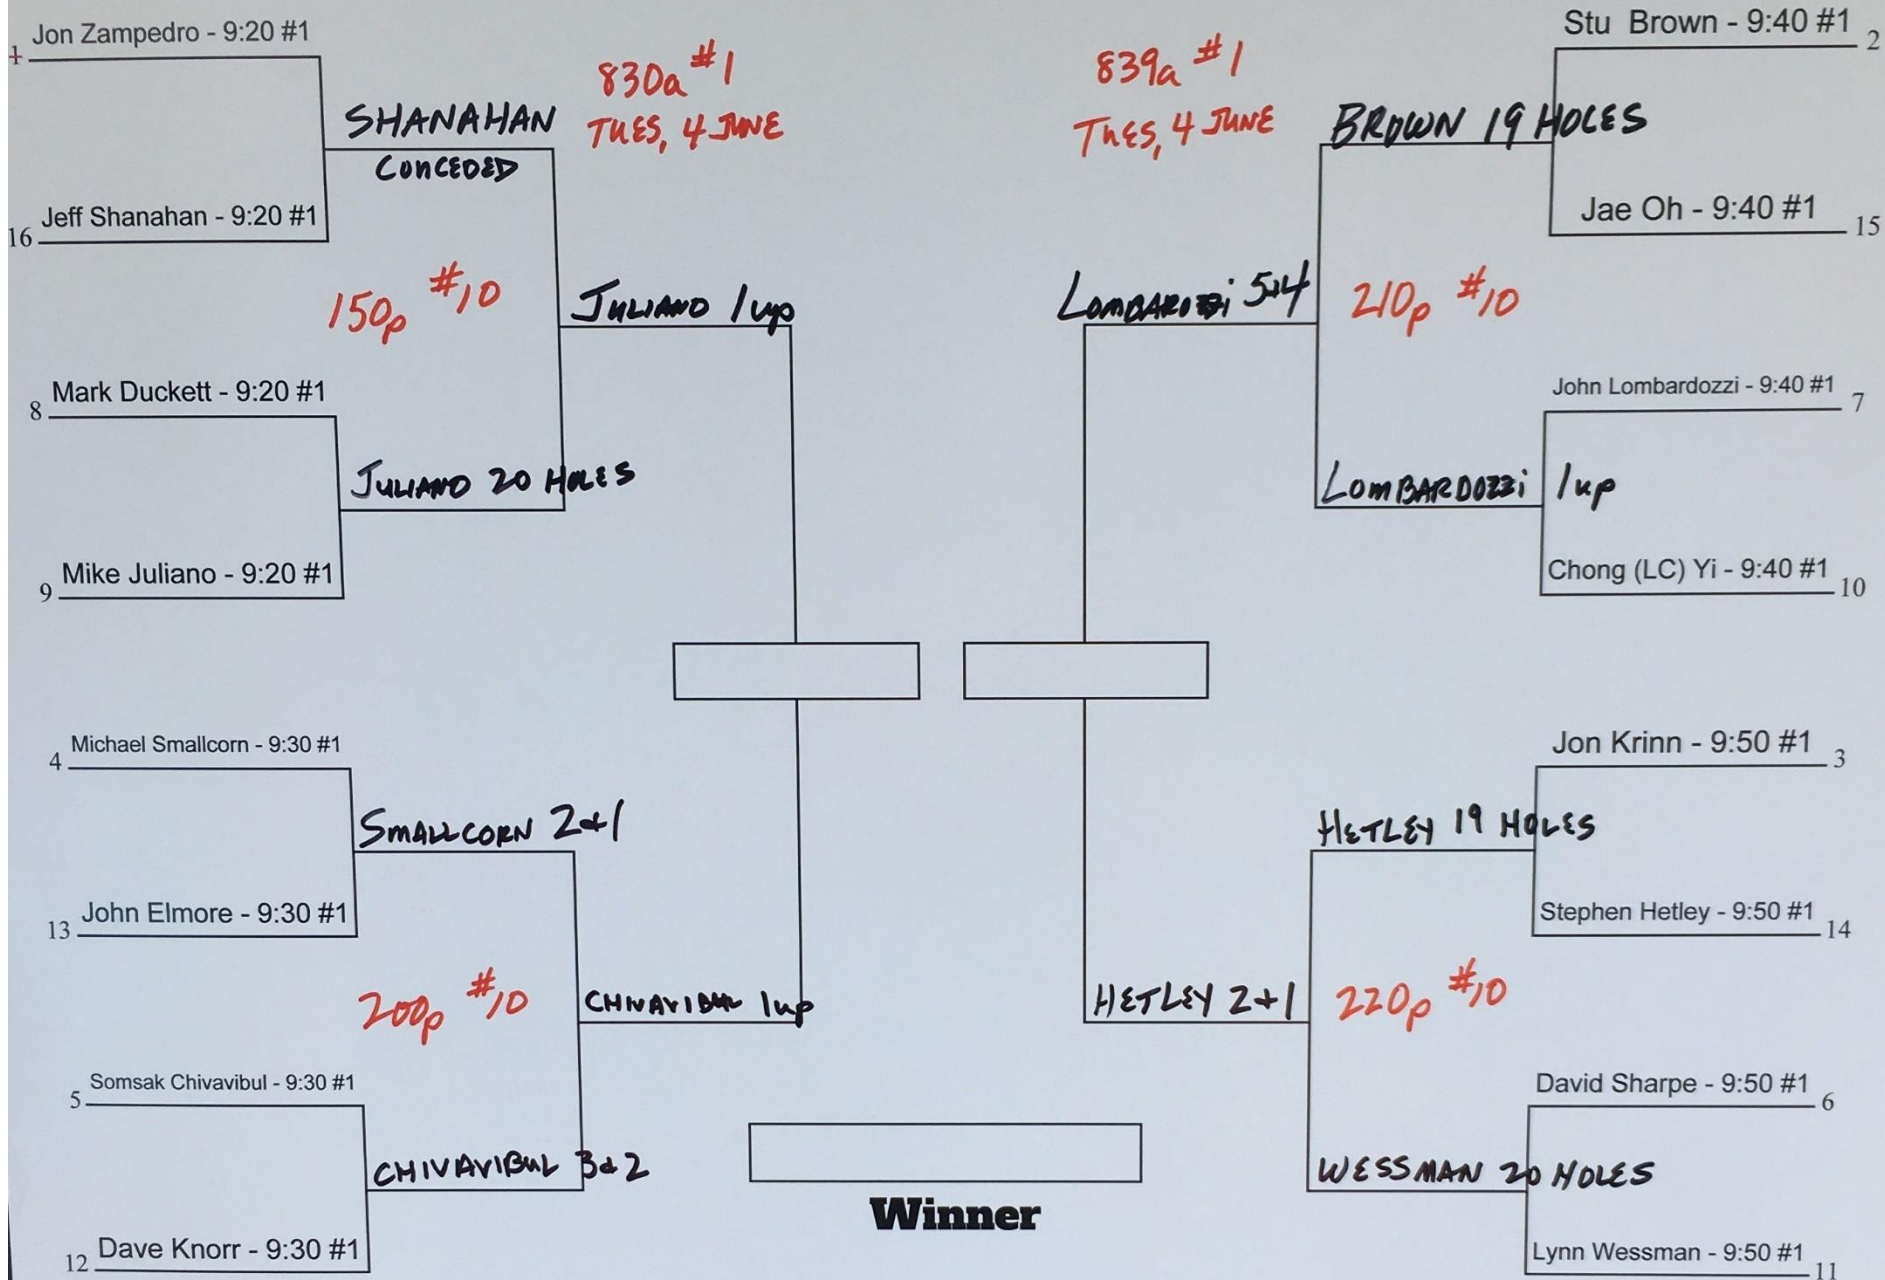 1 Jon Zampedro - 9:20 #1
SHANAHAN
CONCEDED
16 Jeff Shanahan - 9:20 #1
830a #1
TUES, 4 JUNE
150p #10
JULIANO 1up
8 Mark Duckett - 9:20 #1
JULIANO 20 HOLES
9 Mike Juliano - 9:20 #1
4 Michael Smallcorn - 9:30 #1
SMALLCORN 2+1
13 John Elmore - 9:30 #1
200p #10
CHIVAVIBUL 1up
5 Somsak Chivavibul - 9:30 #1
CHIVAVIBUL 3+2
12 Dave Knorr - 9:30 #1
839a #1
TUES, 4 JUNE
Stu Brown - 9:40 #1 2
BROWN 19 HOLES
Jae Oh - 9:40 #1 15
LOMBAROZZI 5+4
210p #10
John Lombardozzi - 9:40 #1 7
LOMBARDOZZI 1up
Chong (LC) Yi - 9:40 #1 10
Jon Krinn - 9:50 #1 3
HETLEY 19 HOLES
Stephen Hetley - 9:50 #1 14
HETLEY 2+1
220p #10
David Sharpe - 9:50 #1 6
WESSMAN 20 HOLES
Lynn Wessman - 9:50 #1 11
Winner